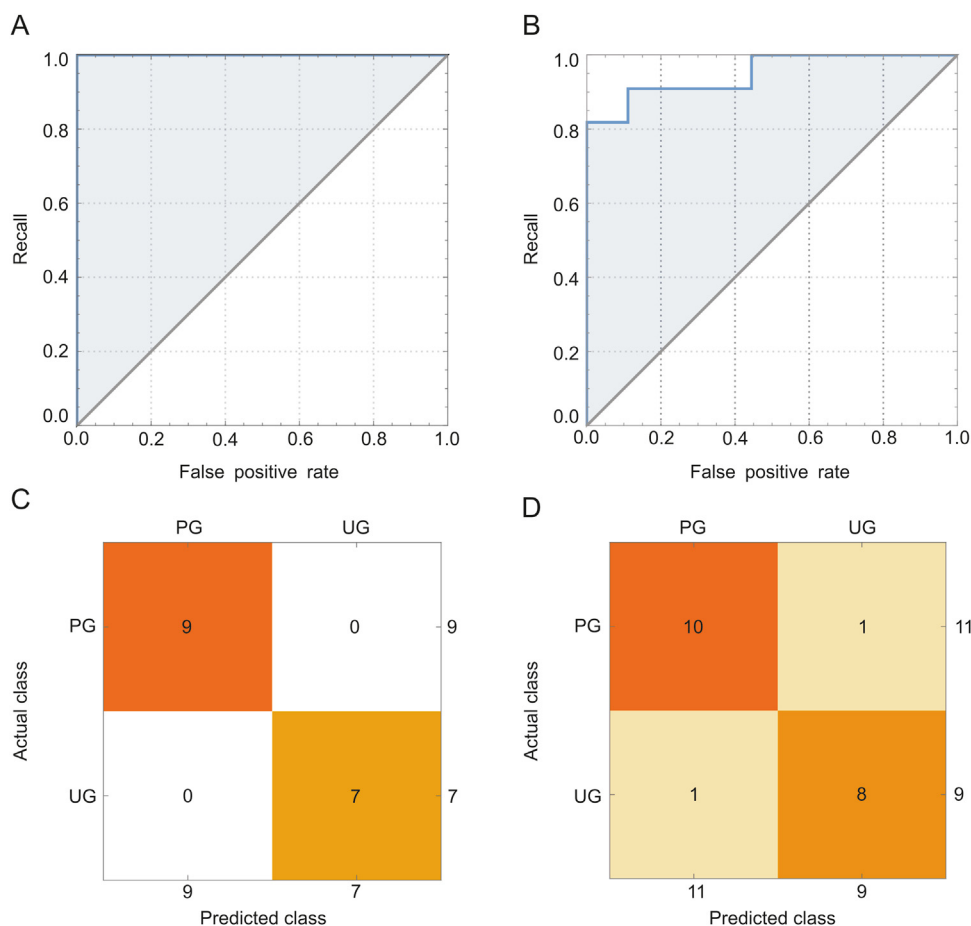 A
1.0
0.8
0.6
0.4
0.2
0.0
0.0 0.2 0.4 0.6 0.8 1.0
Recall
False positive rate
B
1.0
0.8
0.6
0.4
0.2
0.0
0.0 0.2 0.4 0.6 0.8 1.0
Recall
False positive rate
C
PG UG
PG 9 0 9
UG 0 7 7
9 7
Actual class
Predicted class
D
PG UG
PG 10 1 11
UG 1 8 9
11 9
Actual class
Predicted class